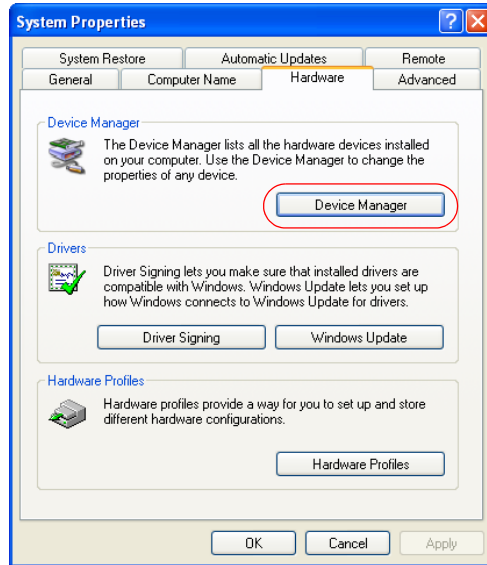 System Properties
System Restore Automatic Updates Remote
General Computer Name Hardware Advanced
Device Manager
The Device Manager lists all the hardware devices installed
on your computer. Use the Device Manager to change the
properties of any device.
Device Manager
Drivers
Driver Signing lets you make sure that installed drivers are
compatible with Windows. Windows Update lets you set up
how Windows connects to Windows Update for drivers.
Driver Signing Windows Update
Hardware Profiles
Hardware profiles provide a way for you to set up and store
different hardware configurations.
Hardware Profiles
OK Cancel Apply